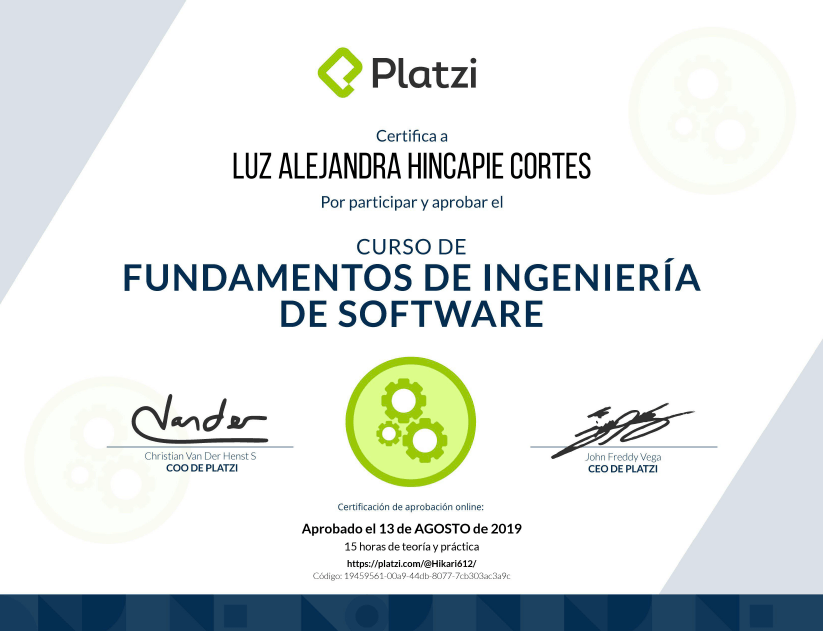 Platzi
Certifica a
LUZ ALEJANDRA HINCAPIE CORTES
Por participar y aprobar el
CURSO DE
FUNDAMENTOS DE INGENIERÍA
DE SOFTWARE
Vander
Christian Van Der Henst S
COO DE PLATZI
John Freddy Vega
CEO DE PLATZI
Certificación de aprobación online:
Aprobado el 13 de AGOSTO de 2019
15 horas de teoría y práctica
https://platzi.com/@Hikari612/
Código: 19459561-00a9-44db-8077-7cb303ac3a9c